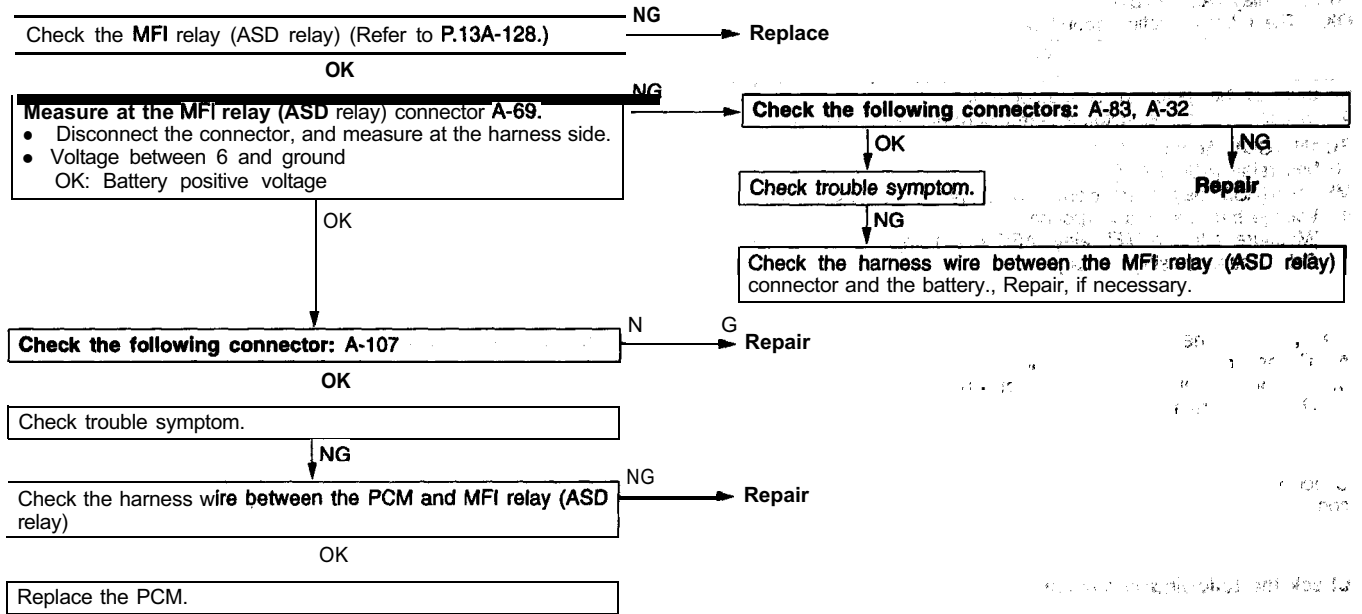 Check the MFI relay (ASD relay) (Refer to P.13A-128.)
NG
Replace
OK
Measure at the MFI relay (ASD relay) connector A-69.
● Disconnect the connector, and measure at the harness side.
● Voltage between 6 and ground
OK: Battery positive voltage
NG
Check the following connectors: A-83, A-32
OK
NG
Check trouble symptom.
Repair
NG
Check the harness wire between the MFI relay (ASD relay)
connector and the battery., Repair, if necessary.
OK
Check the following connector: A-107
N G
Repair
OK
Check trouble symptom.
NG
Check the harness wire between the PCM and MFI relay (ASD
relay)
NG
Repair
OK
Replace the PCM.